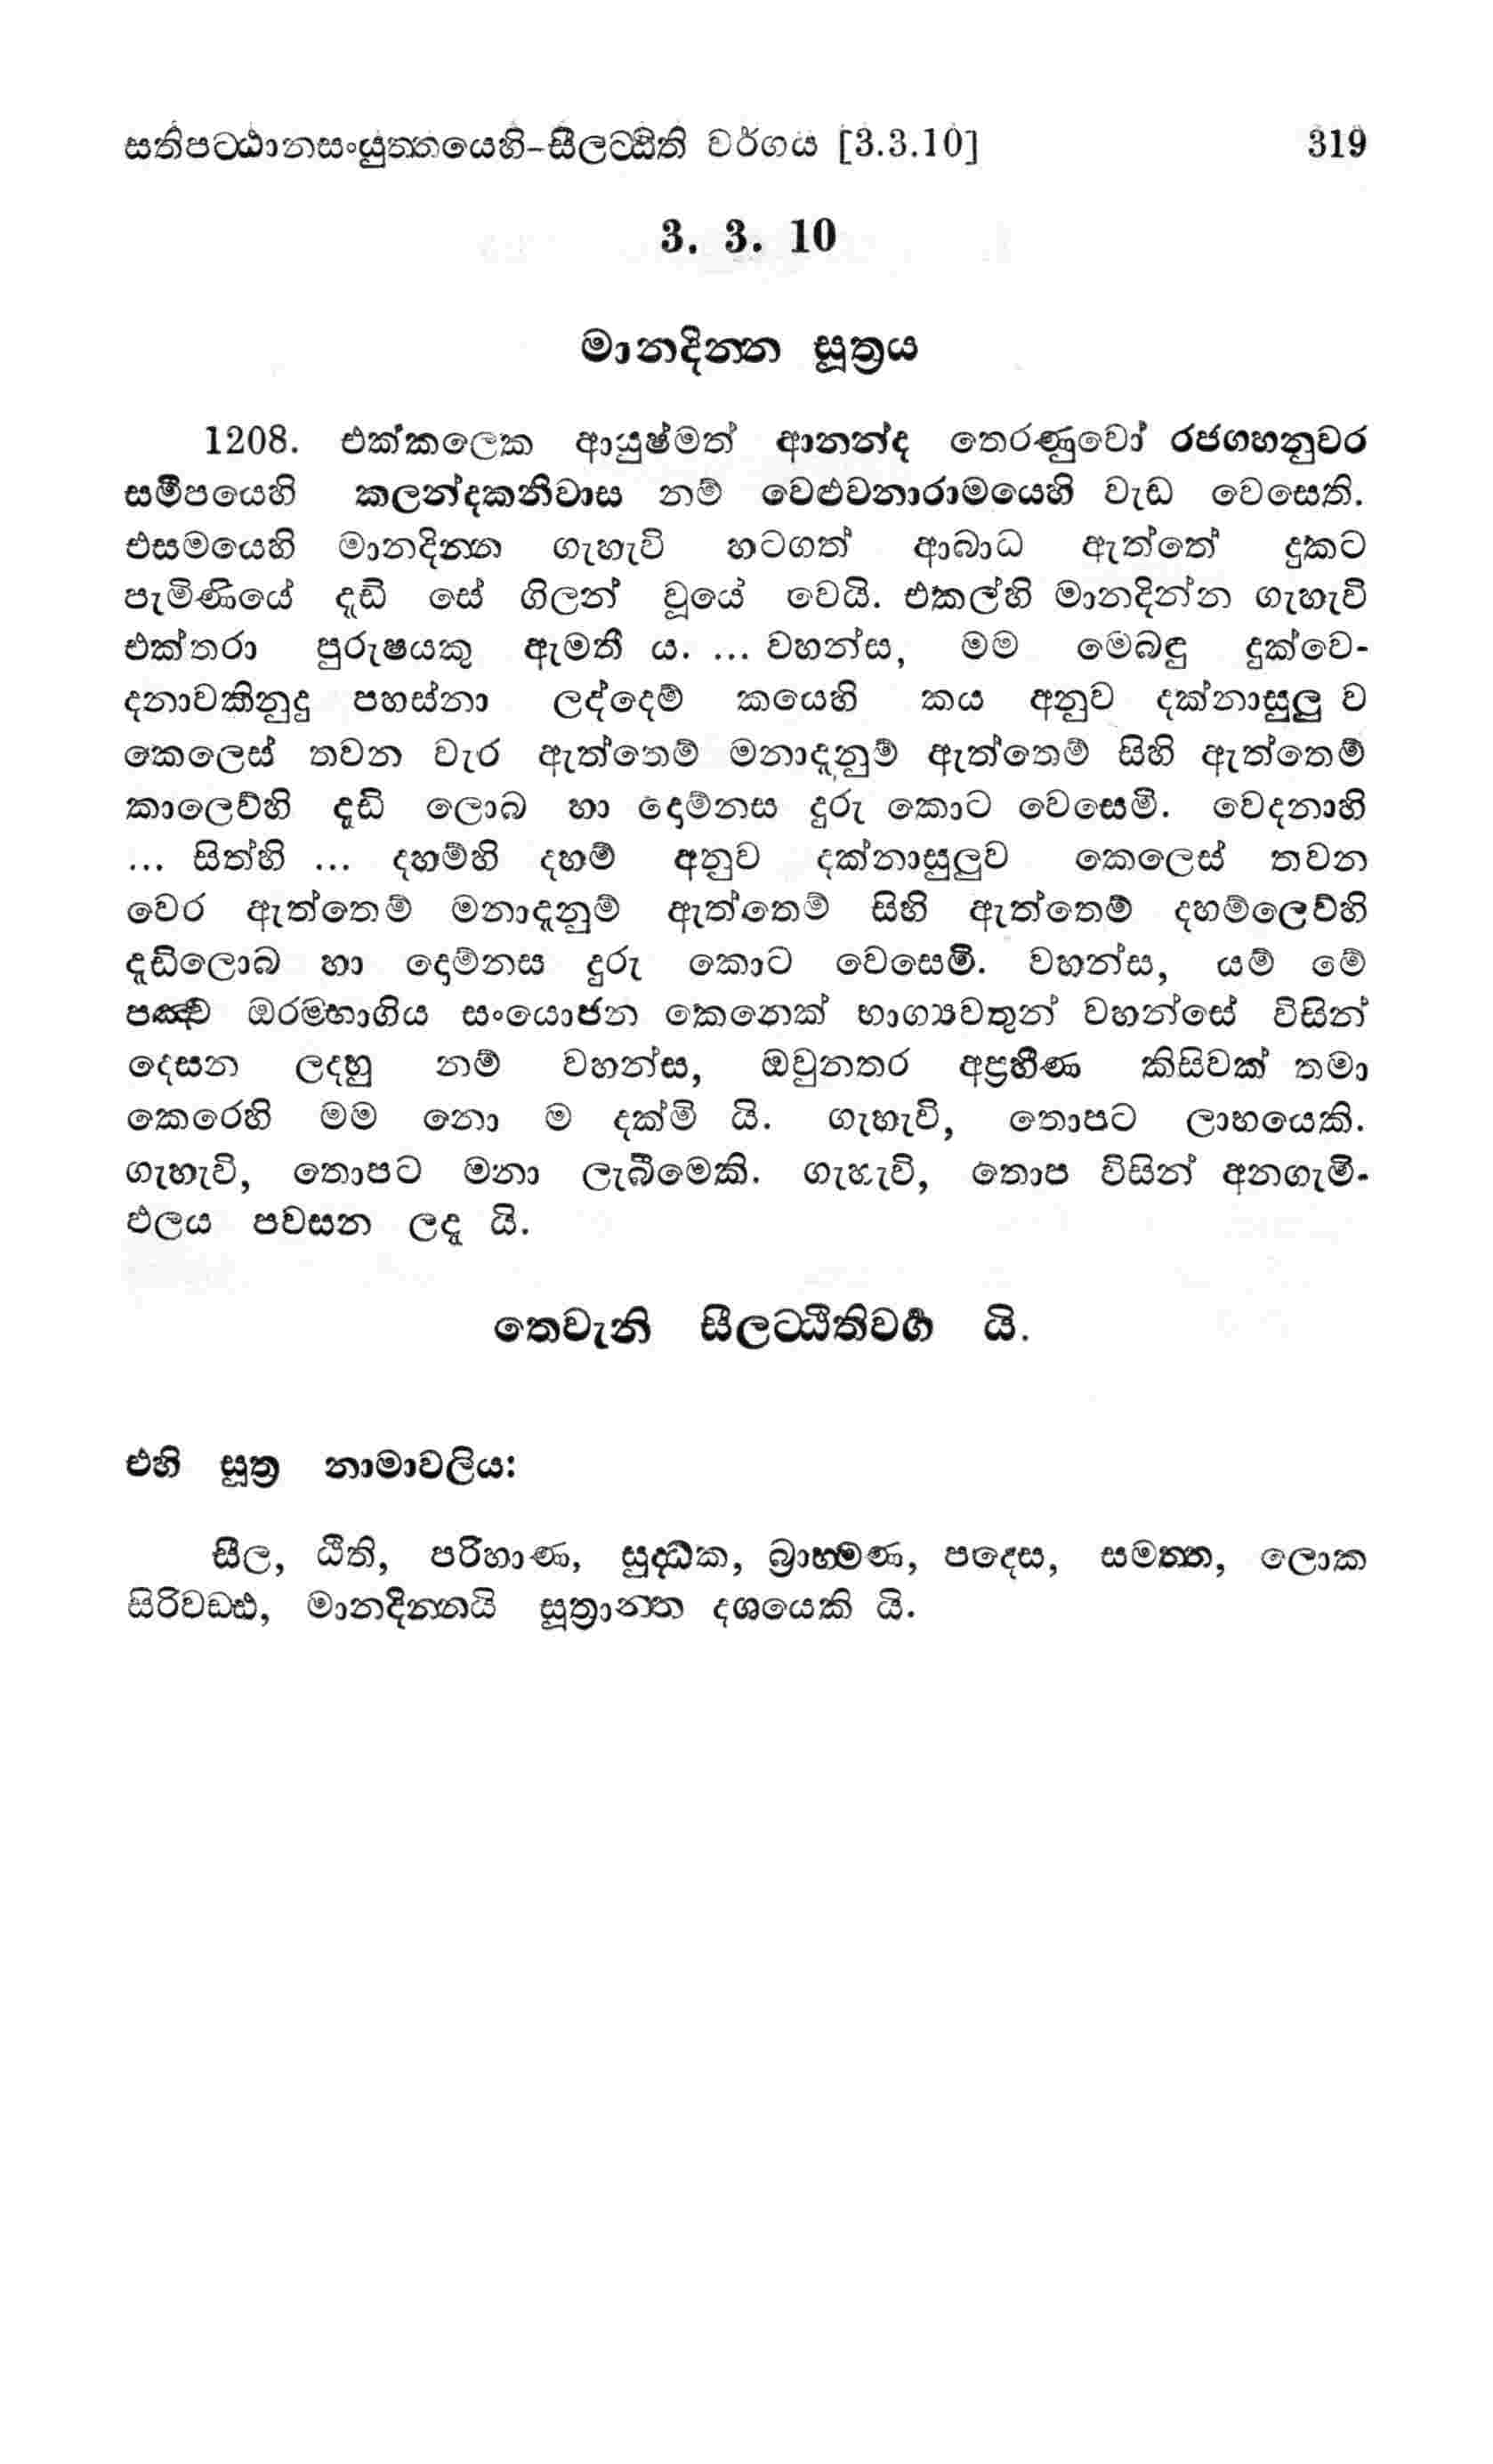 සතිපට්ඨානසංයුත්තයෙහි-සීලට්ඨිති වර්ගය [3.3.10] 319
3. 3. 10
මානදින්න සූත්‍රය
1208. එක්කලෙක ආයුෂ්මත් ආනන්ද තෙරණුවෝ රජගහනුවර
සමීපයෙහි කලන්දකනිවාස නම් වෙළුවනාරාමයෙහි වැඩ වෙසෙති.
එසමයෙහි මානදින්න ගැහැවි හටගත් ආබාධ ඇත්තේ දුකට
පැමිණියේ දැඩි සේ ගිලන් වූයේ වෙයි. එකල්හි මානදින්න ගැහැවි
එක්තරා පුරුෂයකු ඇමතී ය. ... වහන්ස, මම මෙබඳු දුක්වෙ-
දනාවකිනුදු පහස්නා ලද්දෙම් කයෙහි කය අනුව දක්නාසුලු ව
කෙලෙස් තවන වැර ඇත්තෙම් මනාදැනුම් ඇත්තෙම් සිහි ඇත්තෙම්
කාලෙව්හි දැඩි ලොබ හා දොම්නස දුරු කොට වෙසෙමි. වෙදනාහි
... සිත්හි ... දහම්හි දහම් අනුව දක්නාසුලුව කෙලෙස් තවන
වෙර ඇත්තෙම් මනාදැනුම් ඇත්තෙම් සිහි ඇත්තෙම් දහම්ලෙව්හි
දැඩිලොබ හා දොම්නස දුරු කොට වෙසෙමි. වහන්ස, යම් මේ
පඤ්ච ඔරම්භාගිය සංයොජන කෙනෙක් භාග්‍යවතුන් වහන්සේ විසින්
දෙසන ලදහු නම් වහන්ස, ඔවුනතර අප්‍රහීණ කිසිවක් තමා
කෙරෙහි මම නො ම දක්මි යි. ගැහැවි, තොපට ලාභයෙකි.
ගැහැවි, තොපට මනා ලැබීමෙකි. ගැහැවි, තොප විසින් අනගැමි-
ඵලය පවසන ලදැ යි.
තෙවැනි සීලට්ඨිතිවර්‍ග යි.
එහි සූත්‍ර නාමාවලිය:
සීල, ඨිති, පරිහාණ, සුද්ධික, බ්‍රාහ්මණ, පදෙස, සමත්ත, ලොක
සිරිවඩ්ඪ, මානදින්නයි සූත්‍රාන්ත දශයෙකි යි.